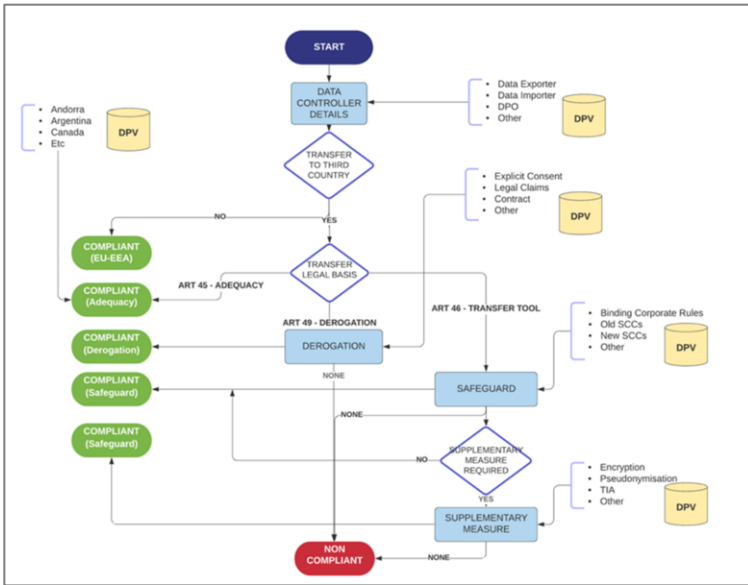 START
DATA
CONTROLLER
DETAILS
• Data Exporter
• Data Importer
• DPO
• Other
DPV
• Andorra
• Argentina
• Canada
• Etc
DPV
TRANSFER
TO THIRD
COUNTRY
• Explicit Consent
• Legal Claims
• Contract
• Other
DPV
NO
YES
COMPLIANT
(EU-EEA)
TRANSFER
LEGAL BASIS
ART 45 - ADEQUACY
COMPLIANT
(Adequacy)
ART 49 - DEROGATION
ART 46 - TRANSFER TOOL
• Binding Corporate Rules
• Old SCCs
• New SCCs
• Other
DPV
COMPLIANT
(Derogation)
DEROGATION
NONE
COMPLIANT
(Safeguard)
SAFEGUARD
NONE
COMPLIANT
(Safeguard)
NO
SUPPLEMENTARY
MEASURE
REQUIRED
• Encryption
• Pseudonymisation
• TIA
• Other
DPV
YES
SUPPLEMENTARY
MEASURE
NONE
NON
COMPLIANT